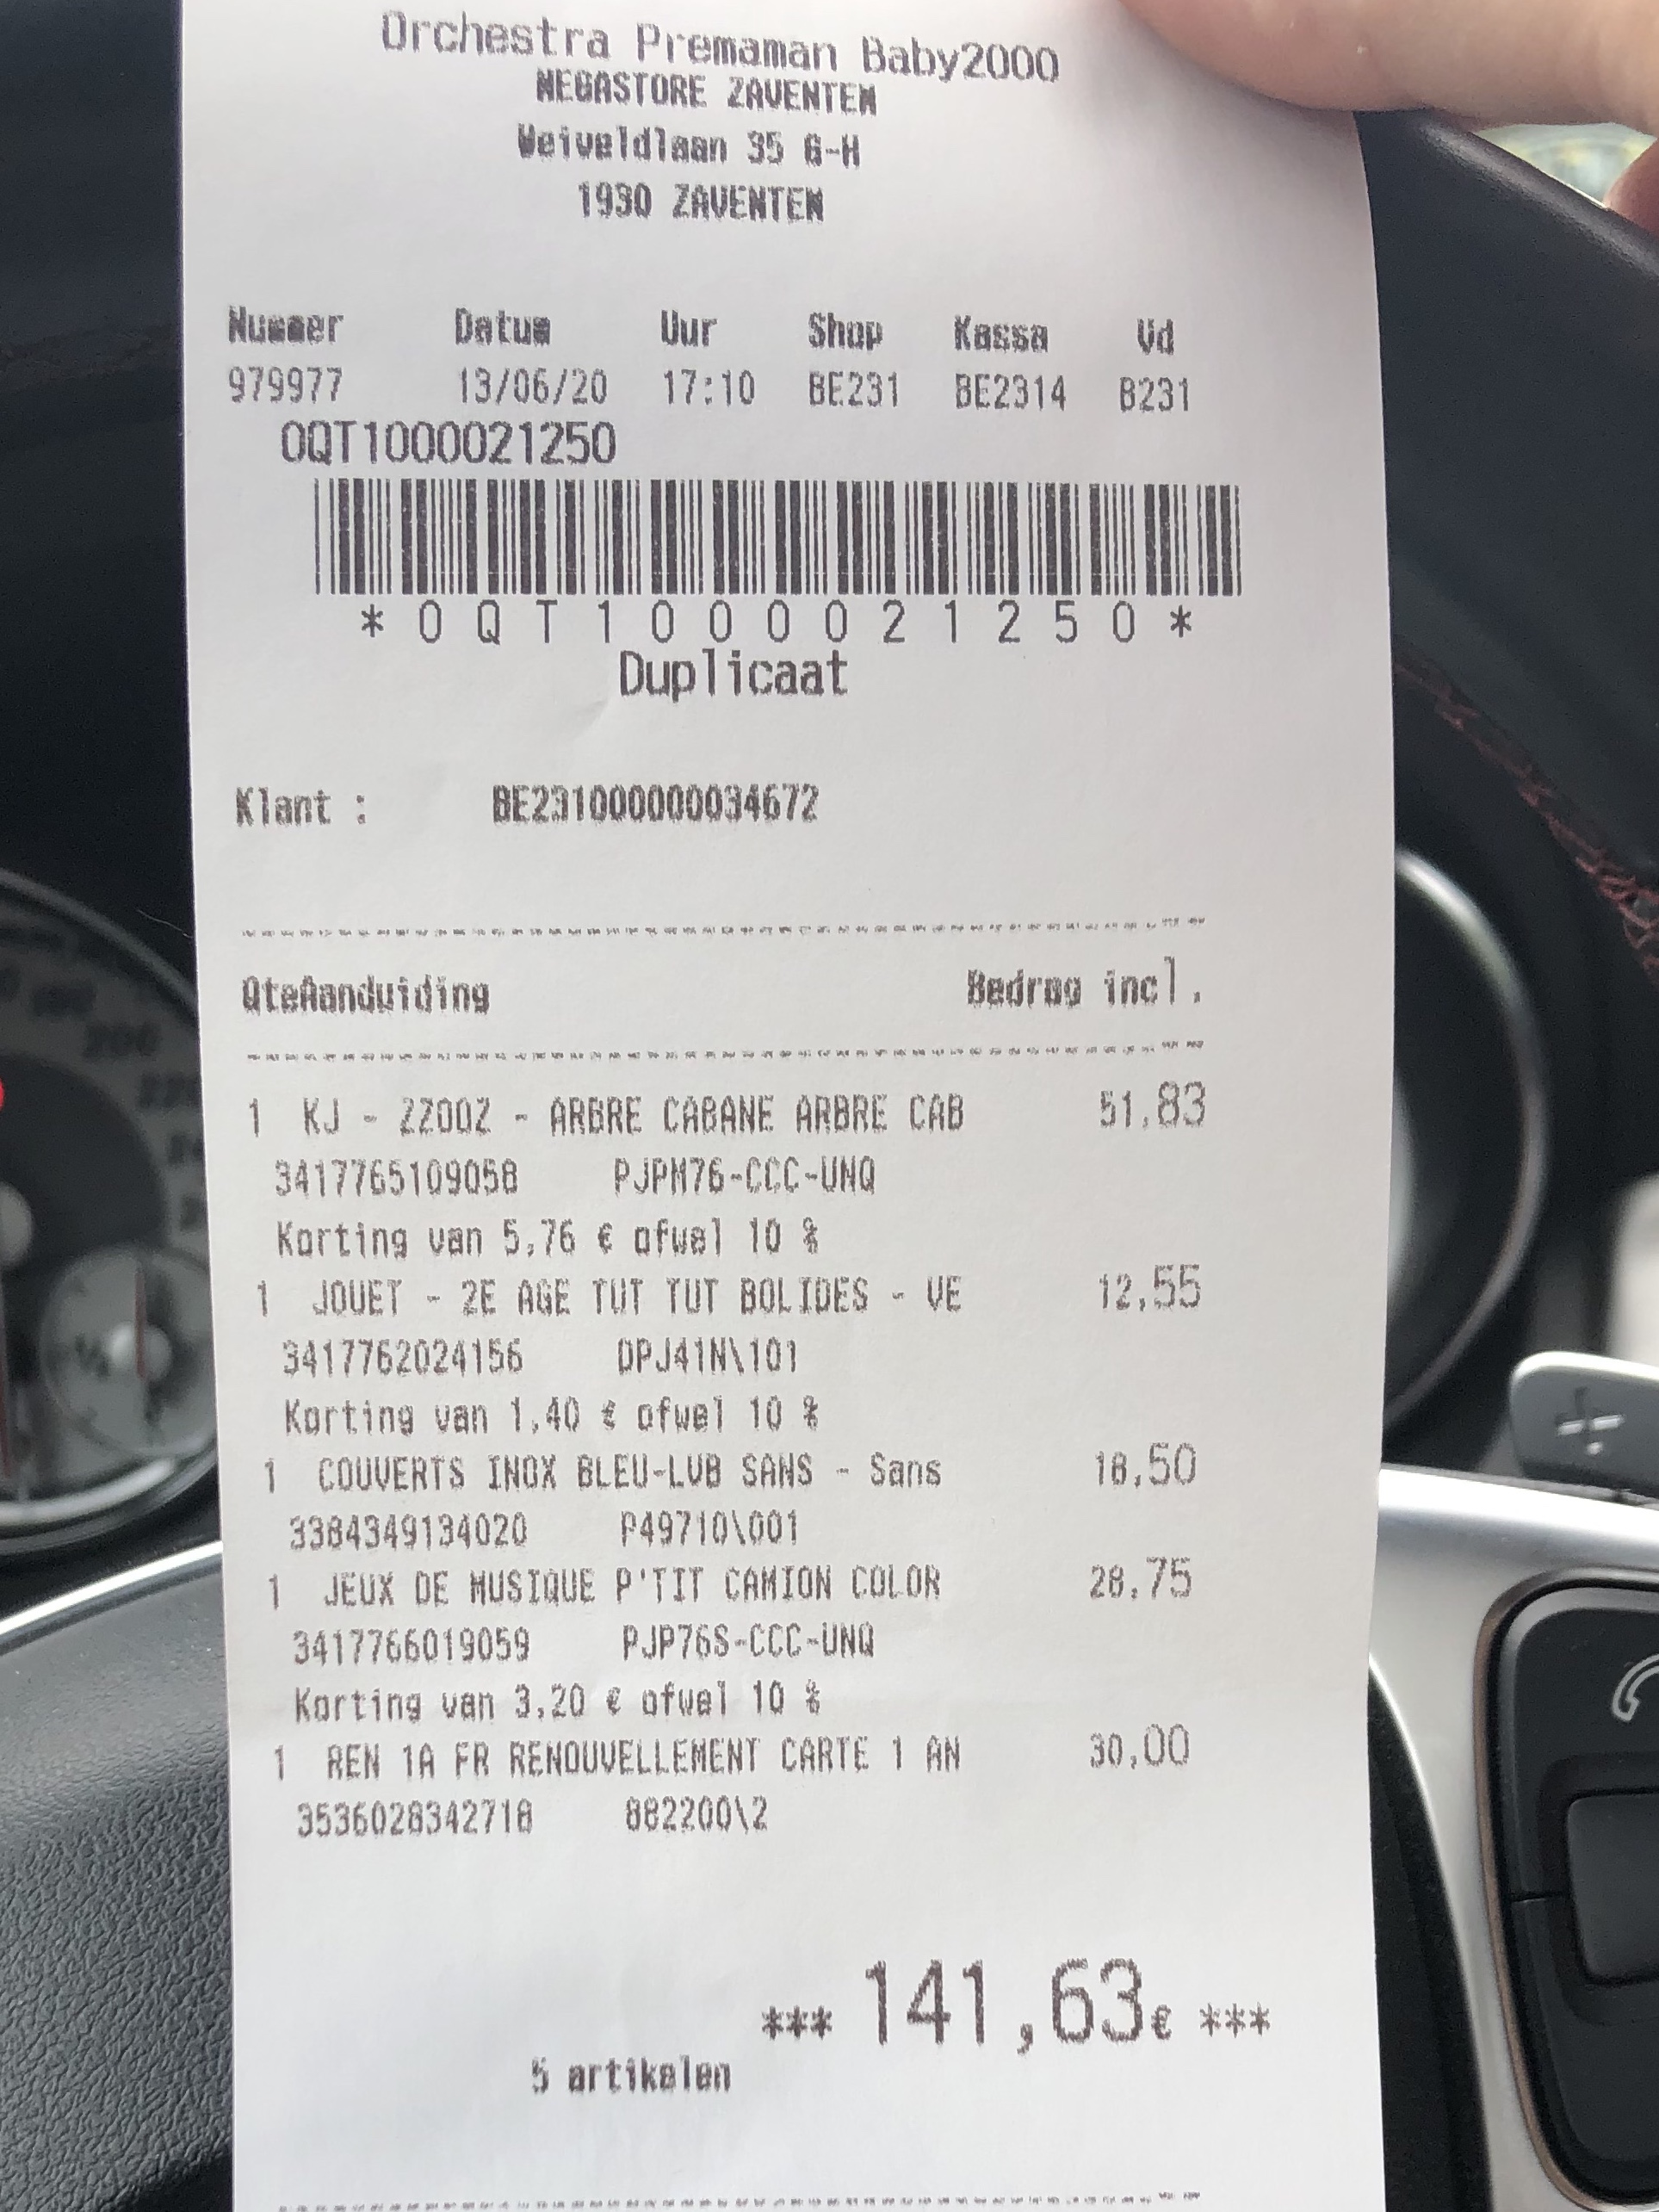 Orchestra Premaman Baby2000
MEGASTORE ZAVENTEM
Weiveldlaan 35 G-H
1930 ZAVENTEM
Nummer Datum Uur Shop Kassa Vd
979977 13/06/20 17:10 BE231 BE2314 B231
0QT1000021250
*0QT1000021250*
Duplicaat
Klant : BE231000000034672
QteAanduiding Bedrag incl.
1 KJ - ZZOOZ - ARBRE CABANE ARBRE CAB 51,83
3417765109058 PJPM76-CCC-UNQ
Korting van 5,76 € ofwel 10 %
1 JOUET - 2E AGE TUT TUT BOLIDES - VE 12,55
3417762024156 DPJ41N\101
Korting van 1,40 € ofwel 10 %
1 COUVERTS INOX BLEU-LVB SANS - Sans 18,50
3384349134020 P49710\001
1 JEUX DE MUSIQUE P'TIT CAMION COLOR 28,75
3417766019059 PJP76S-CCC-UNQ
Korting van 3,20 € ofwel 10 %
1 REN 1A FR RENOUVELLEMENT CARTE 1 AN 30,00
3536028342718 882200\2
*** 141,63€ ***
5 artikelen
200
220